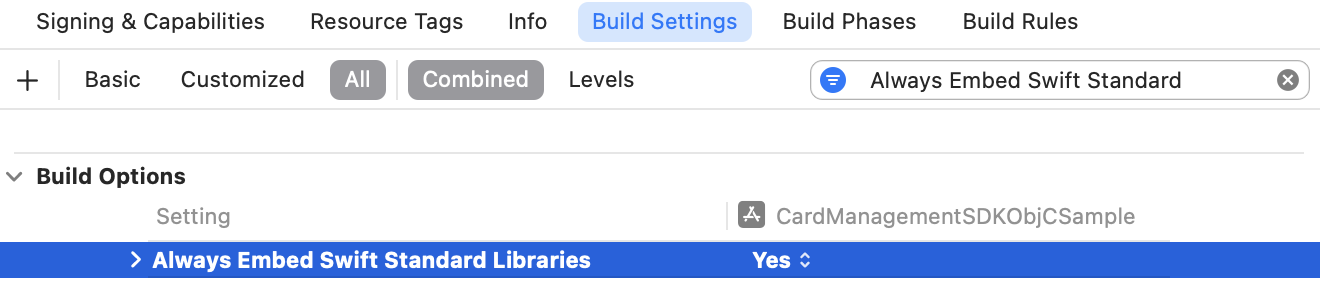 Signing & Capabilities Resource Tags Info Build Settings Build Phases Build Rules
+ Basic Customized All Combined Levels Always Embed Swift Standard
Build Options
Setting CardManagementSDKObjCSample
Always Embed Swift Standard Libraries Yes